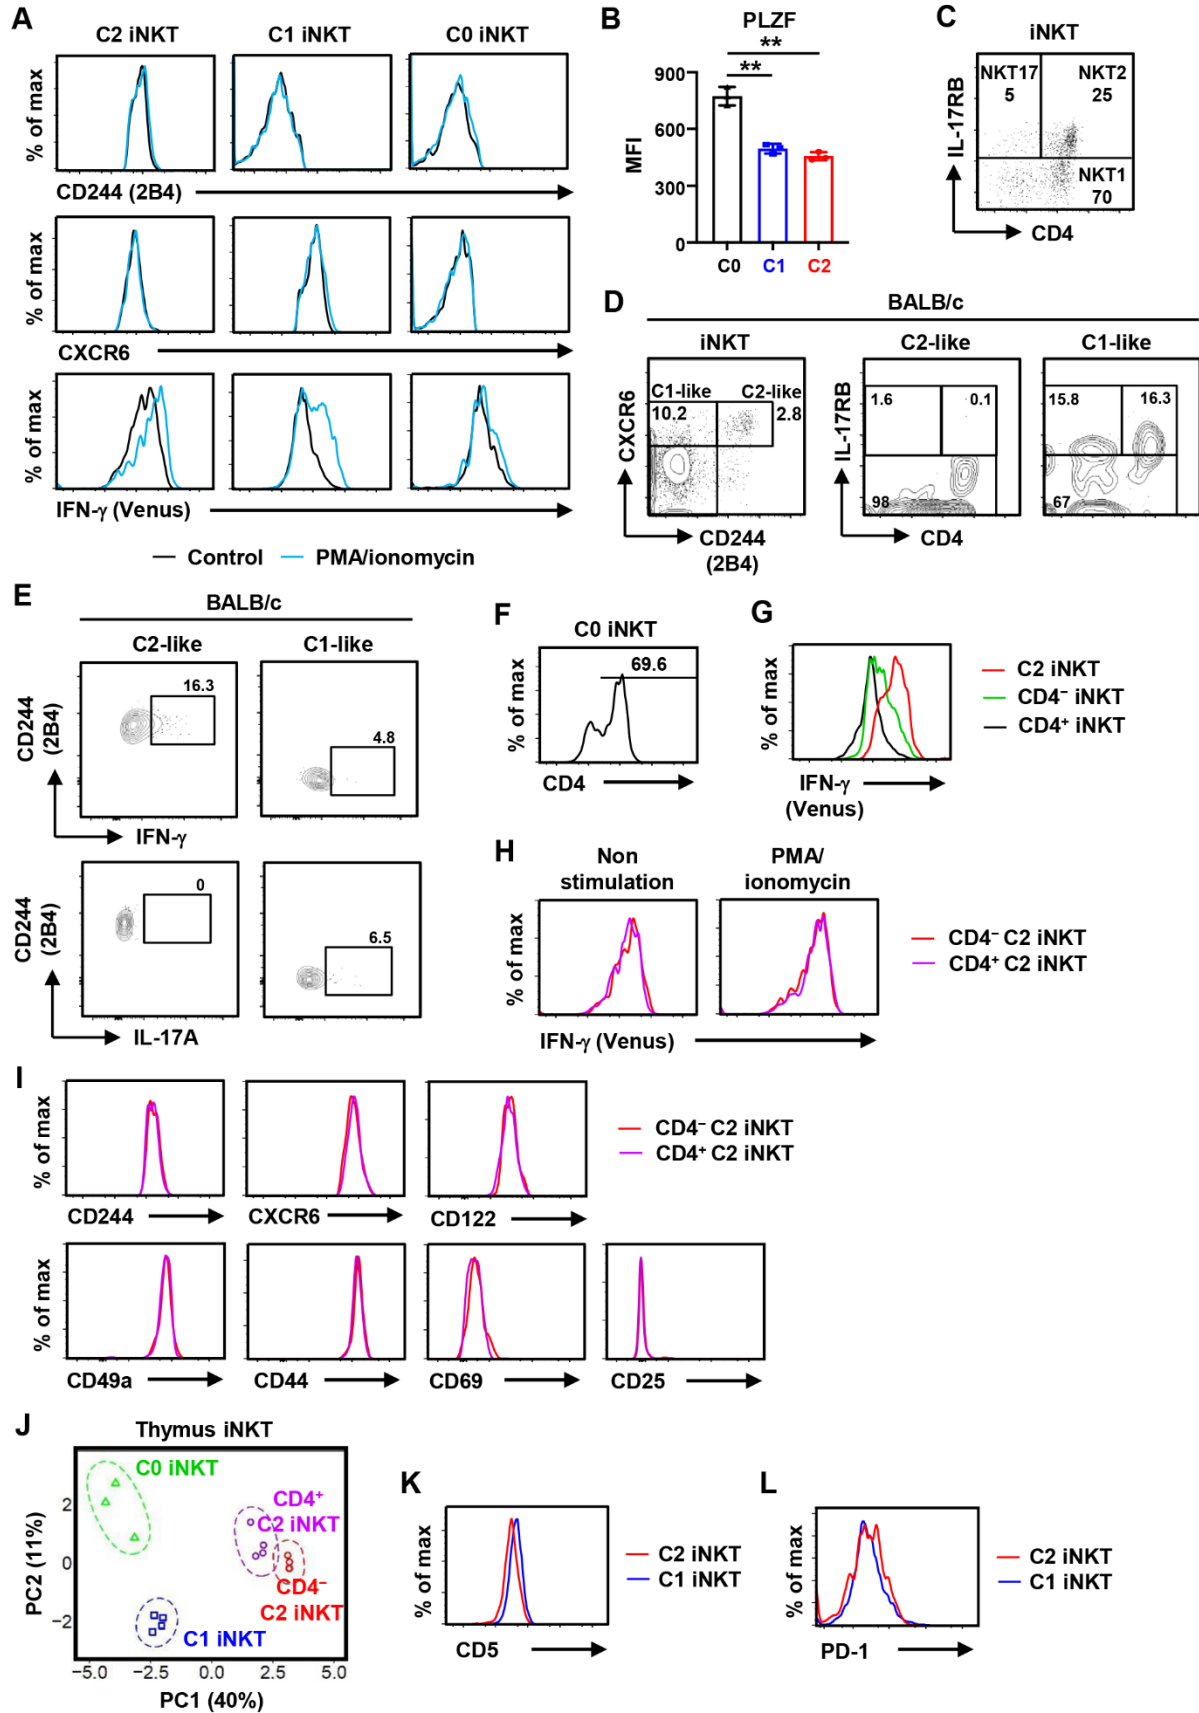 A
C2 iNKT
C1 iNKT
C0 iNKT
% of max
CD244 (2B4)
% of max
CXCR6
% of max
IFN-γ (Venus)
Control
PMA/ionomycin
B
PLZF
**
**
900
600
300
0
MFI
C0
C1
C2
C
iNKT
NKT17
5
NKT2
25
NKT1
70
IL-17RB
CD4
D
BALB/c
iNKT
C2-like
C1-like
C1-like
10.2
C2-like
2.8
CXCR6
CD244
(2B4)
1.6
0.1
98
IL-17RB
CD4
15.8
16.3
67
E
BALB/c
C2-like
C1-like
16.3
4.8
CD244
(2B4)
IFN-γ
0
6.5
CD244
(2B4)
IL-17A
F
C0 iNKT
69.6
% of max
CD4
G
% of max
IFN-γ
(Venus)
C2 iNKT
CD4⁻ iNKT
CD4⁺ iNKT
H
Non
stimulation
PMA/
ionomycin
% of max
IFN-γ (Venus)
CD4⁻ C2 iNKT
CD4⁺ C2 iNKT
I
% of max
CD244
CXCR6
CD122
CD4⁻ C2 iNKT
CD4⁺ C2 iNKT
% of max
CD49a
CD44
CD69
CD25
J
Thymus iNKT
C0 iNKT
CD4⁺
C2 iNKT
CD4⁻
C2 iNKT
C1 iNKT
2
0
−2
PC2 (11%)
−5.0
−2.5
0.0
2.5
5.0
PC1 (40%)
K
% of max
CD5
C2 iNKT
C1 iNKT
L
% of max
PD-1
C2 iNKT
C1 iNKT